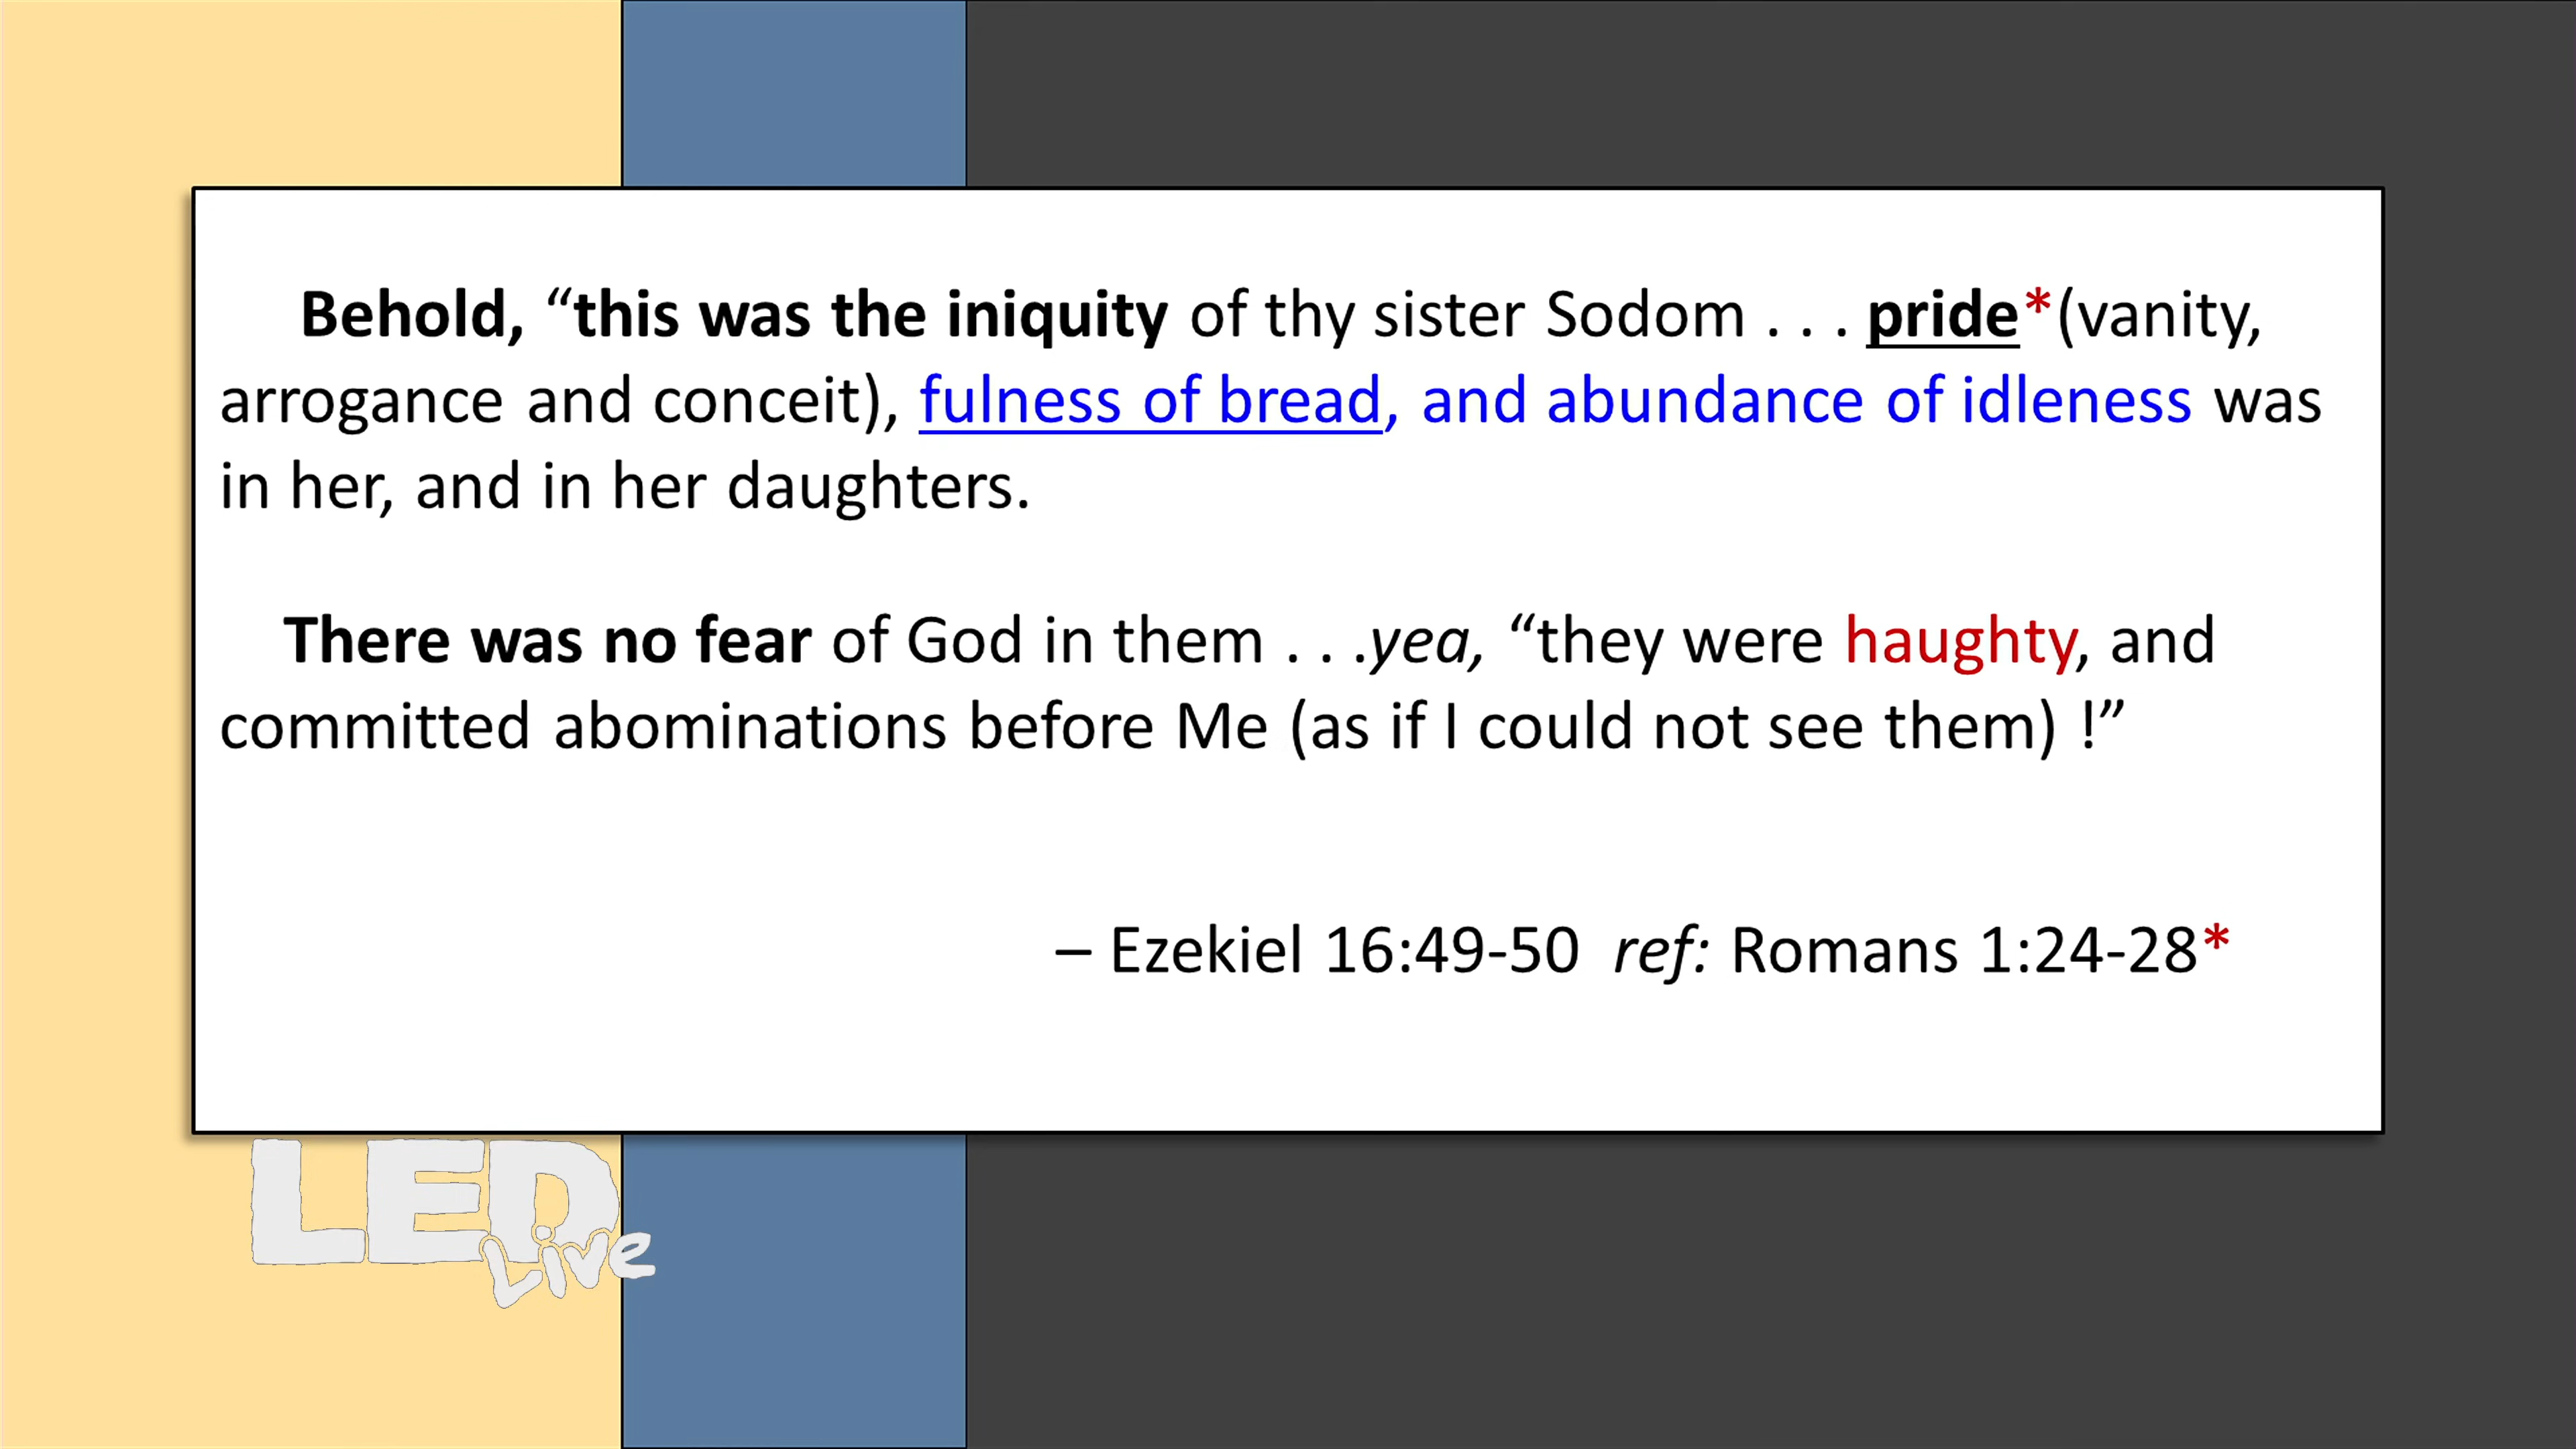 Behold, “this was the iniquity of thy sister Sodom . . . pride*(vanity,
arrogance and conceit), fulness of bread, and abundance of idleness was
in her, and in her daughters.
There was no fear of God in them . . .yea, “they were haughty, and
committed abominations before Me (as if I could not see them) !”
– Ezekiel 16:49-50 ref: Romans 1:24-28*
LED
Live